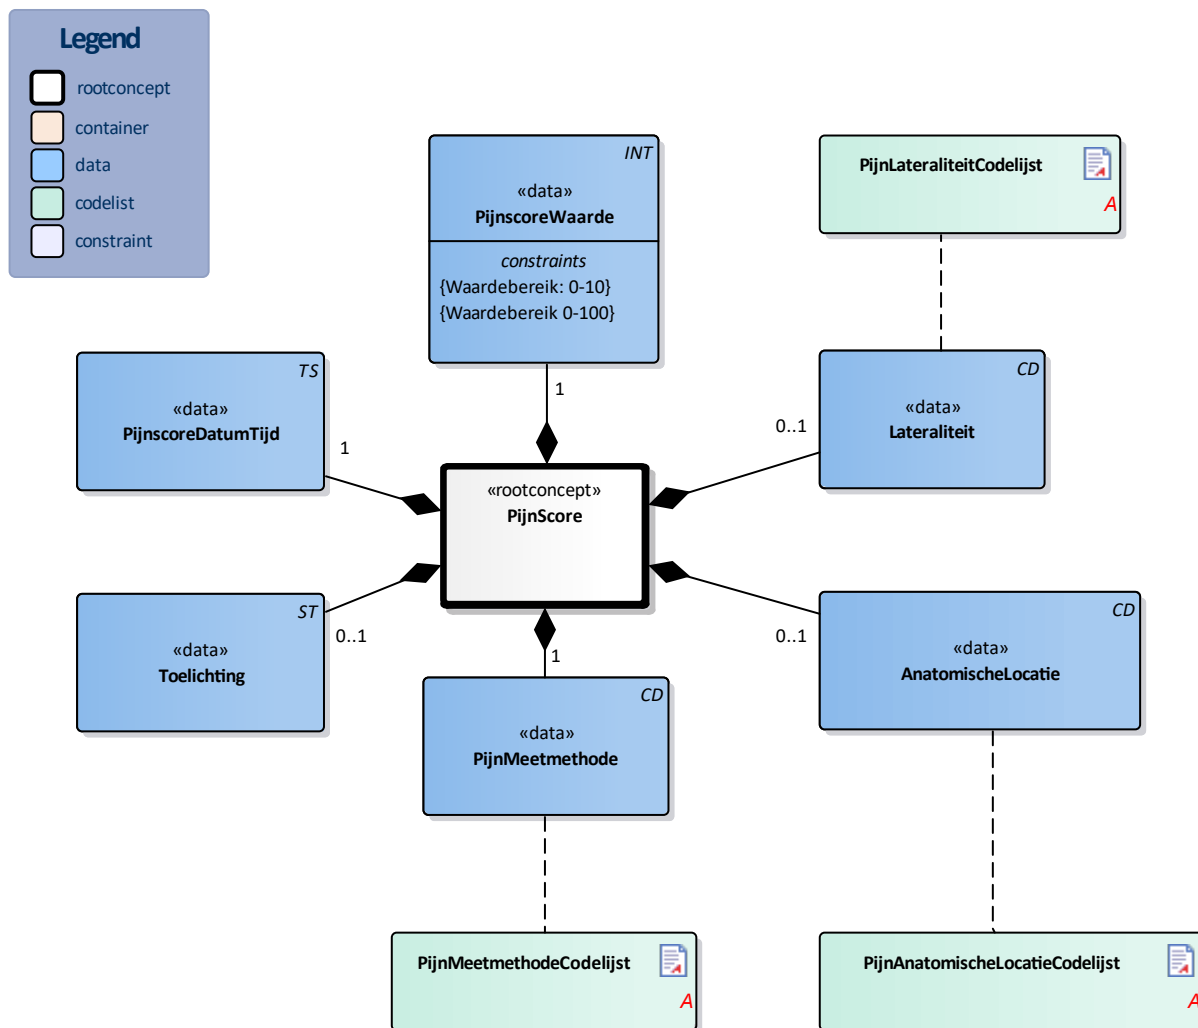 Legend
rootconcept
container
data
codelist
constraint
INT
«data»
PijnscoreWaarde
constraints
{Waardebereik: 0-10}
{Waardebereik 0-100}
1
PijnLateraliteitCodelijst
A
TS
«data»
PijnscoreDatumTijd
1
CD
«data»
Lateraliteit
0..1
«rootconcept»
PijnScore
ST
«data»
Toelichting
0..1
1
CD
«data»
PijnMeetmethode
CD
«data»
AnatomischeLocatie
0..1
PijnMeetmethodeCodelijst
A
PijnAnatomischeLocatieCodelijst
A